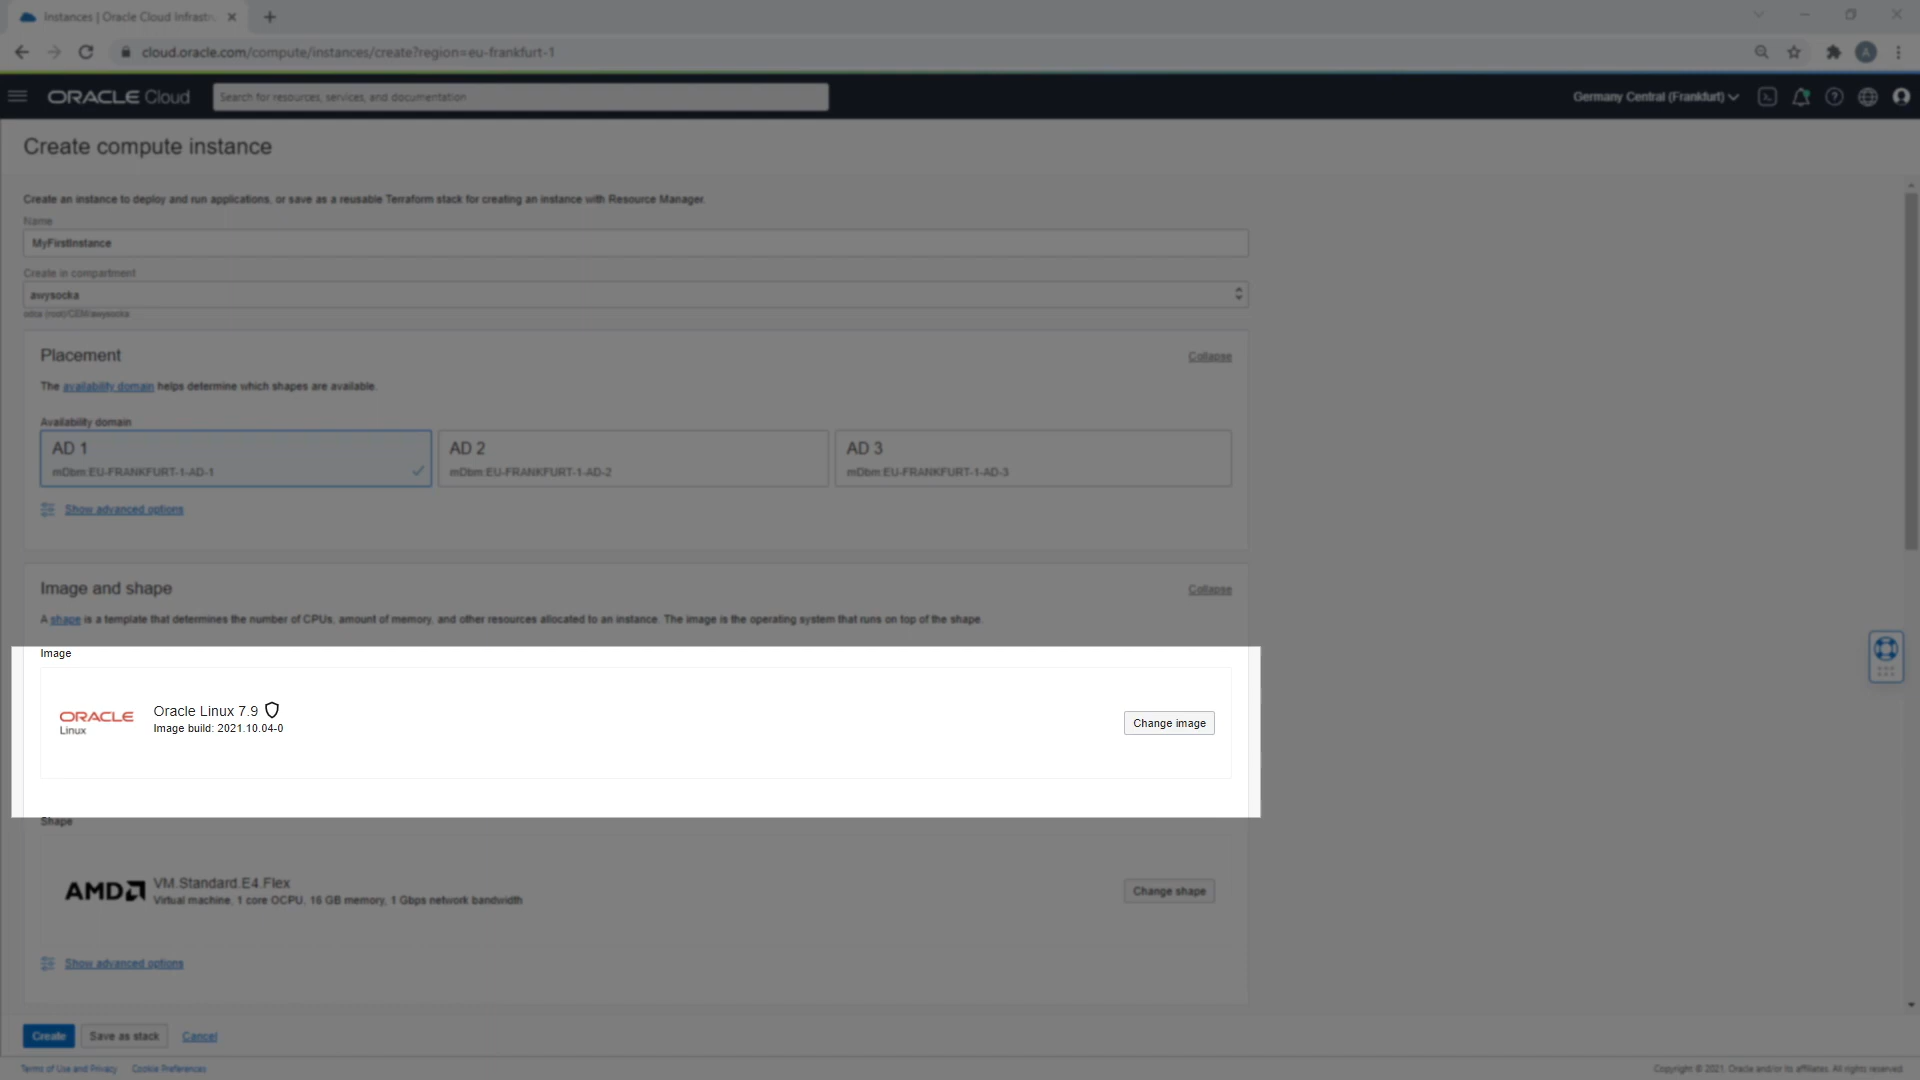 Instances | Oracle Cloud Infrastru
cloud.oracle.com/compute/instances/create?region=eu-frankfurt-1
A
ORACLE Cloud
Search for resources, services, and documentation
Germany Central (Frankfurt)
Create compute instance
Create an instance to deploy and run applications, or save as a reusable Terraform stack for creating an instance with Resource Manager.
Name
MyFirstInstance
Create in compartment
awysocka
odca (root)/CEM/awysocka
Placement
Collapse
The availability domain helps determine which shapes are available.
Availability domain
AD 1
mDbm:EU-FRANKFURT-1-AD-1
AD 2
mDbm:EU-FRANKFURT-1-AD-2
AD 3
mDbm:EU-FRANKFURT-1-AD-3
Show advanced options
Image and shape
Collapse
A shape is a template that determines the number of CPUs, amount of memory, and other resources allocated to an instance. The image is the operating system that runs on top of the shape.
Image
ORACLE
Linux
Oracle Linux 7.9
Image build: 2021.10.04-0
Change image
Shape
AMD
VM.Standard.E4.Flex
Virtual machine, 1 core OCPU, 16 GB memory, 1 Gbps network bandwidth
Change shape
Show advanced options
Create
Save as stack
Cancel
Terms of Use and Privacy
Cookie Preferences
Copyright © 2021, Oracle and/or its affiliates. All rights reserved.